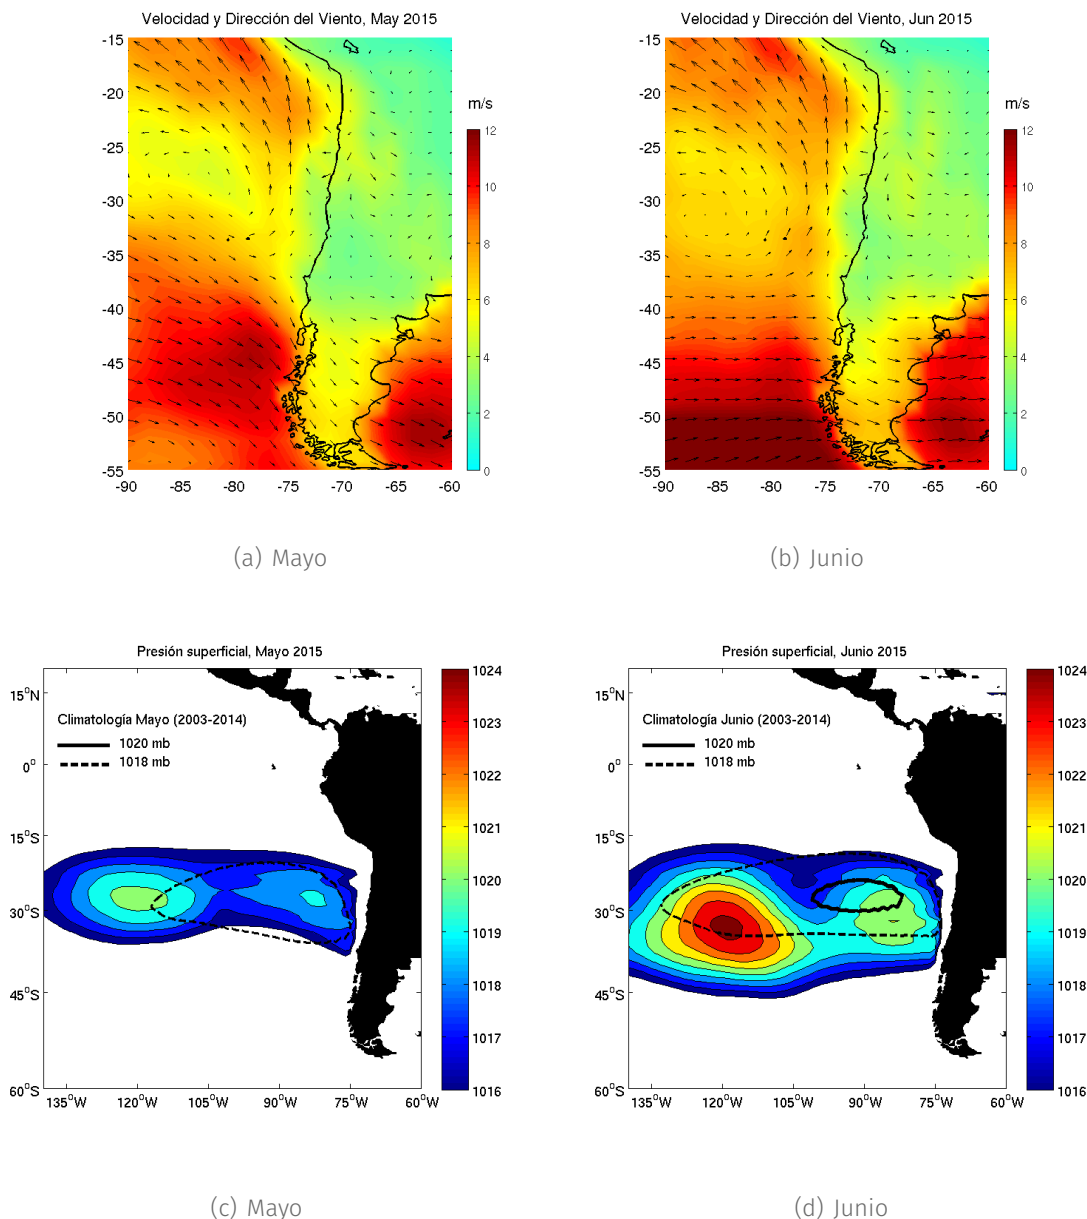 Velocidad y Dirección del Viento, May 2015
-15
-20
-25
-30
-35
-40
-45
-50
-55
-90 -85 -80 -75 -70 -65 -60
m/s
12
10
8
6
4
2
0
(a) Mayo
Velocidad y Dirección del Viento, Jun 2015
-15
-20
-25
-30
-35
-40
-45
-50
-55
-90 -85 -80 -75 -70 -65 -60
m/s
12
10
8
6
4
2
0
(b) Junio
Presión superficial, Mayo 2015
Climatología Mayo (2003-2014)
1020 mb
1018 mb
15°N
0°
15°S
30°S
45°S
60°S
135°W 120°W 105°W 90°W 75°W 60°W
1024
1023
1022
1021
1020
1019
1018
1017
1016
(c) Mayo
Presión superficial, Junio 2015
Climatología Junio (2003-2014)
1020 mb
1018 mb
15°N
0°
15°S
30°S
45°S
60°S
135°W 120°W 105°W 90°W 75°W 60°W
1024
1023
1022
1021
1020
1019
1018
1017
1016
(d) Junio